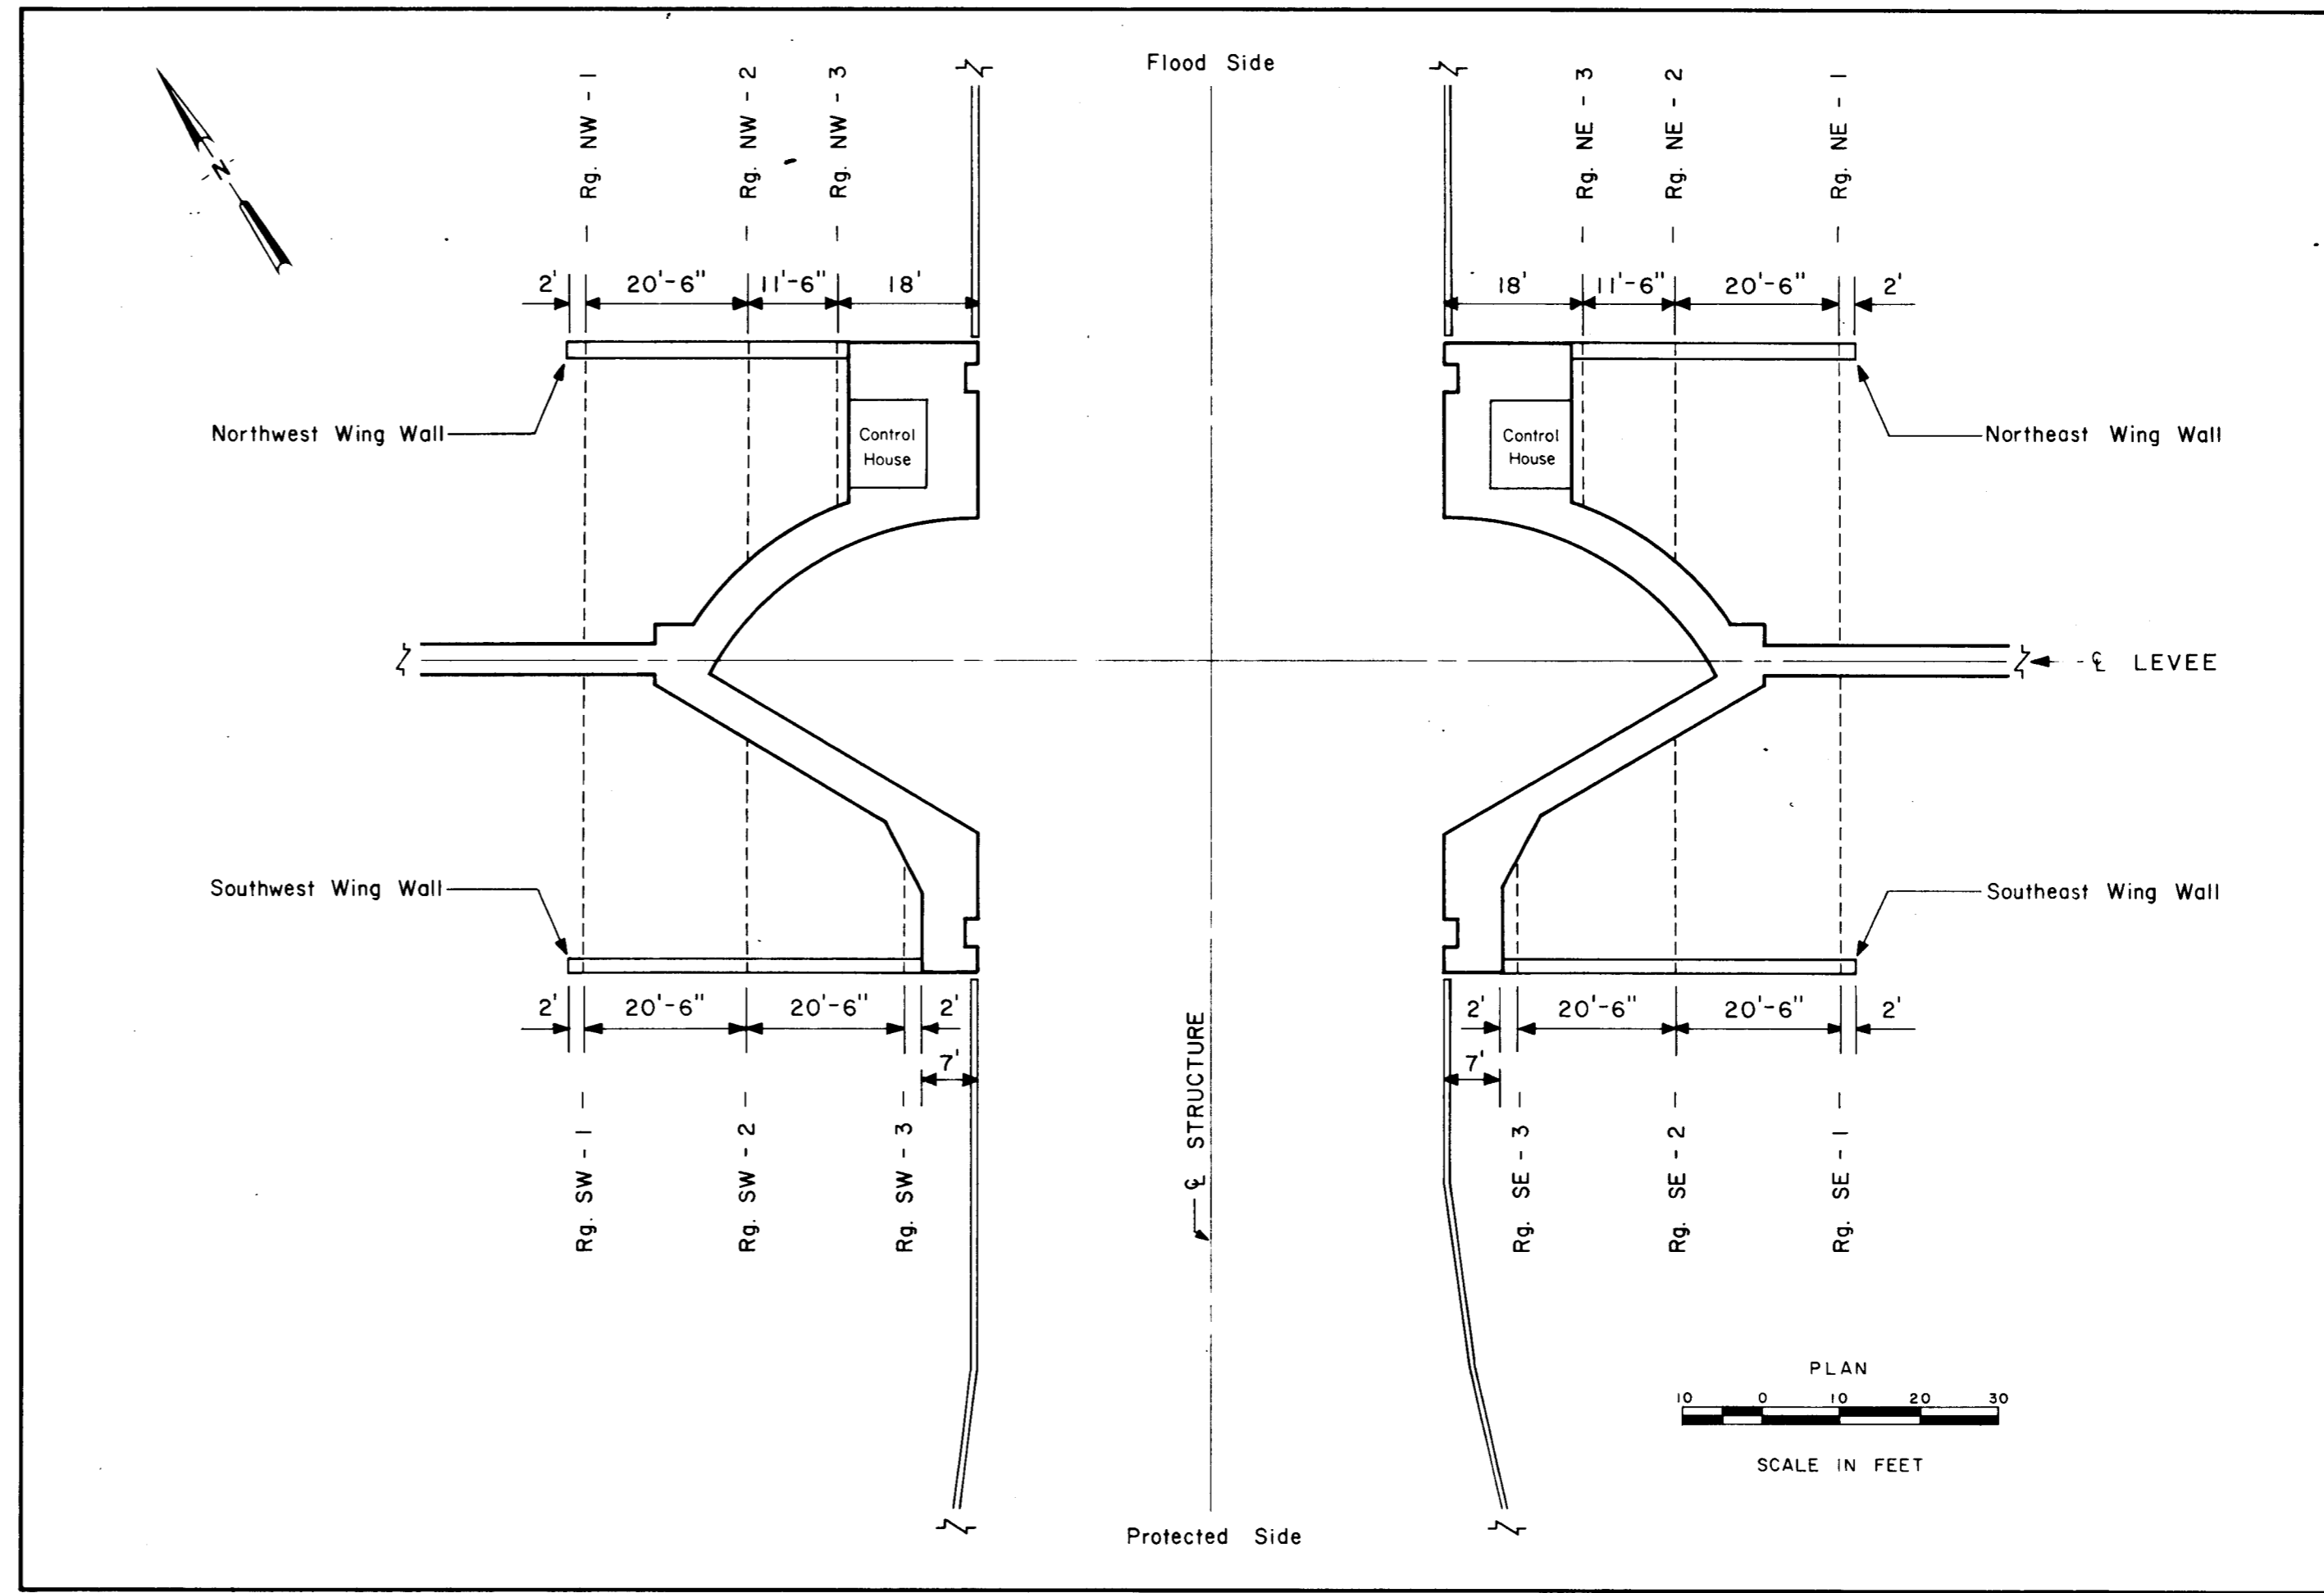 Flood Side
Rg. NW - 1
Rg. NW - 2
Rg. NW - 3
Rg. NE - 3
Rg. NE - 2
Rg. NE - 1
N
2' 20'-6" 11'-6" 18'
18' 11'-6" 20'-6" 2'
Northwest Wing Wall
Control
House
Control
House
Northeast Wing Wall
℄ LEVEE
Southwest Wing Wall
Southeast Wing Wall
2' 20'-6" 20'-6" 2'
2' 20'-6" 20'-6" 2'
7'
7'
℄ STRUCTURE
Rg. SW - 1
Rg. SW - 2
Rg. SW - 3
Rg. SE - 3
Rg. SE - 2
Rg. SE - 1
PLAN
10 0 10 20 30
SCALE IN FEET
Protected Side